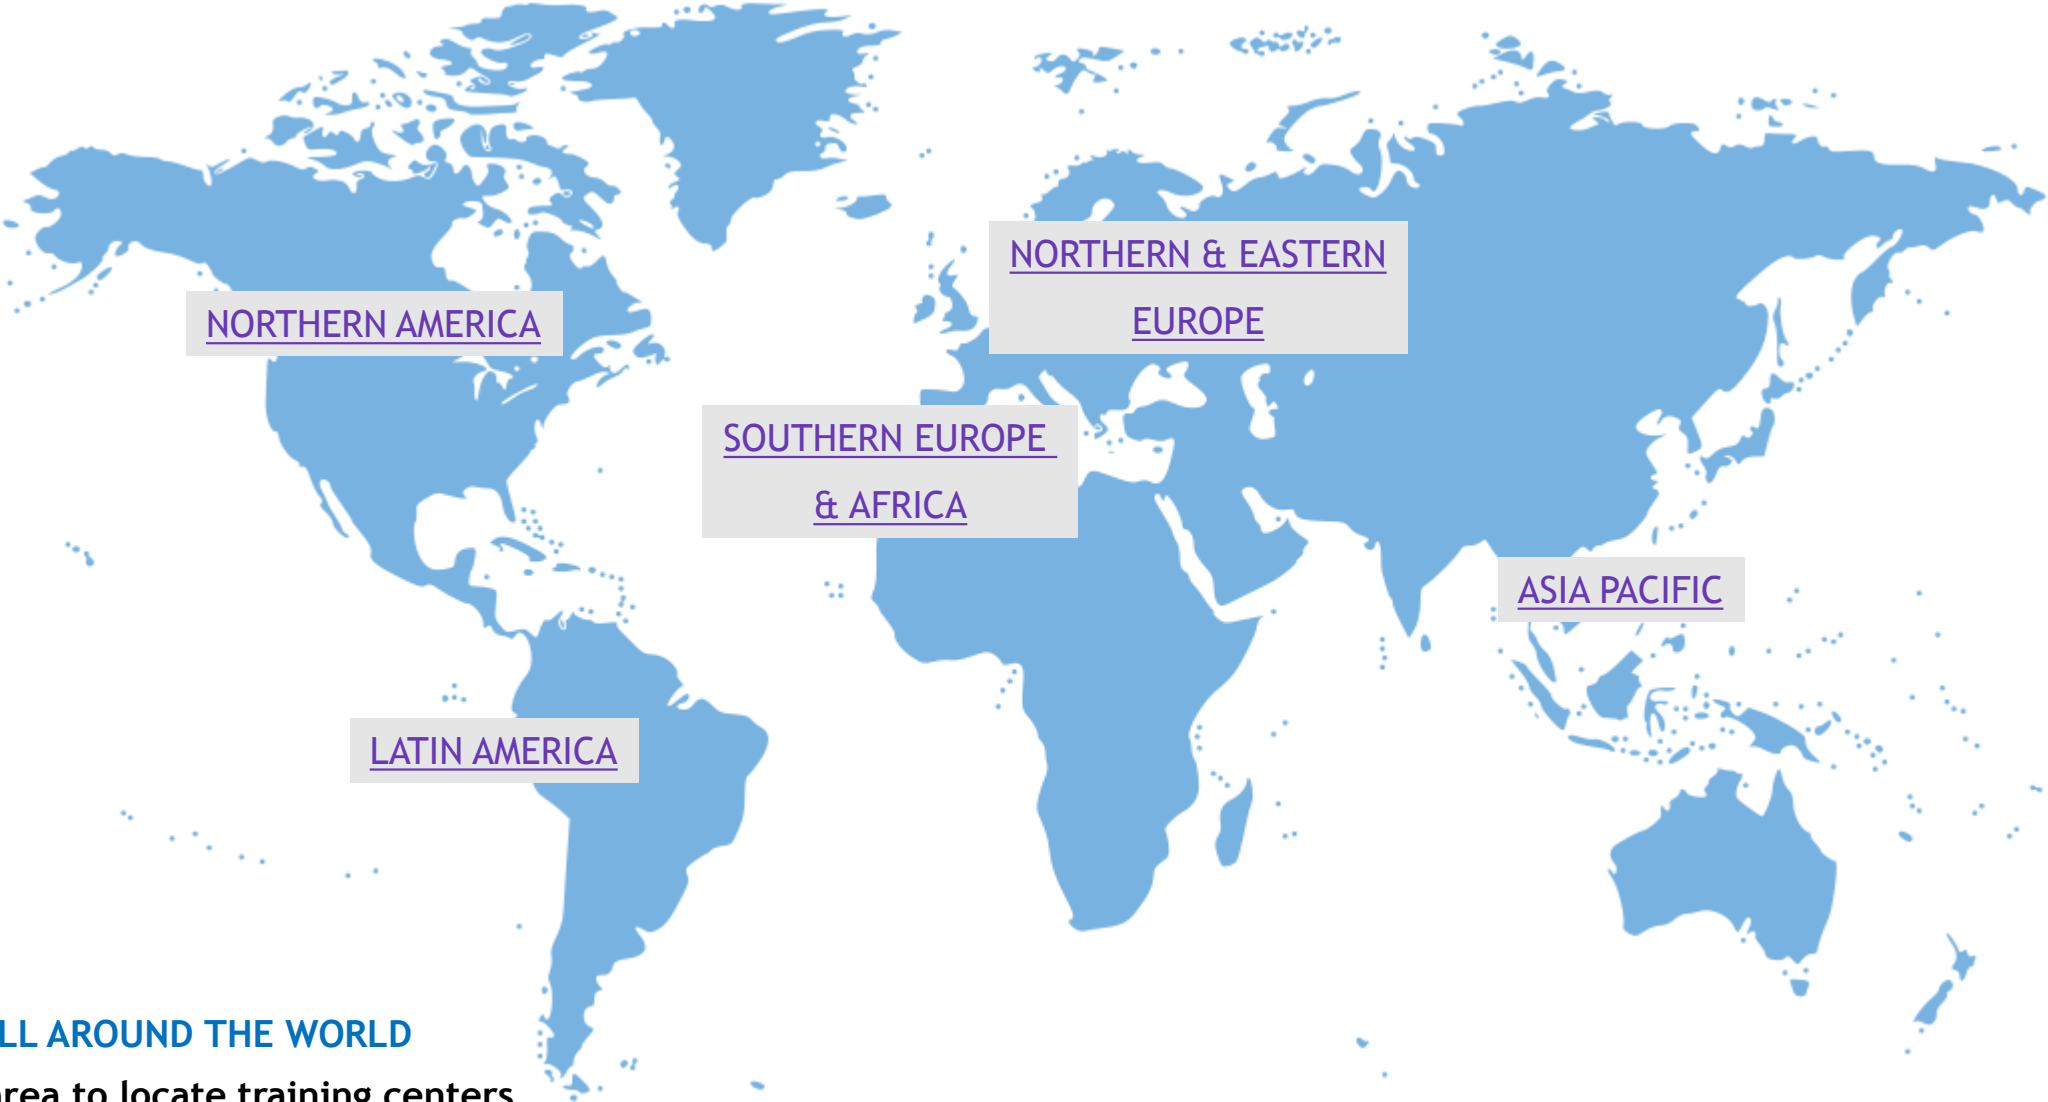 NORTHERN & EASTERN
EUROPE
NORTHERN AMERICA
SOUTHERN EUROPE
& AFRICA
ASIA PACIFIC
LATIN AMERICA
LL AROUND THE WORLD
rea to locate training centers